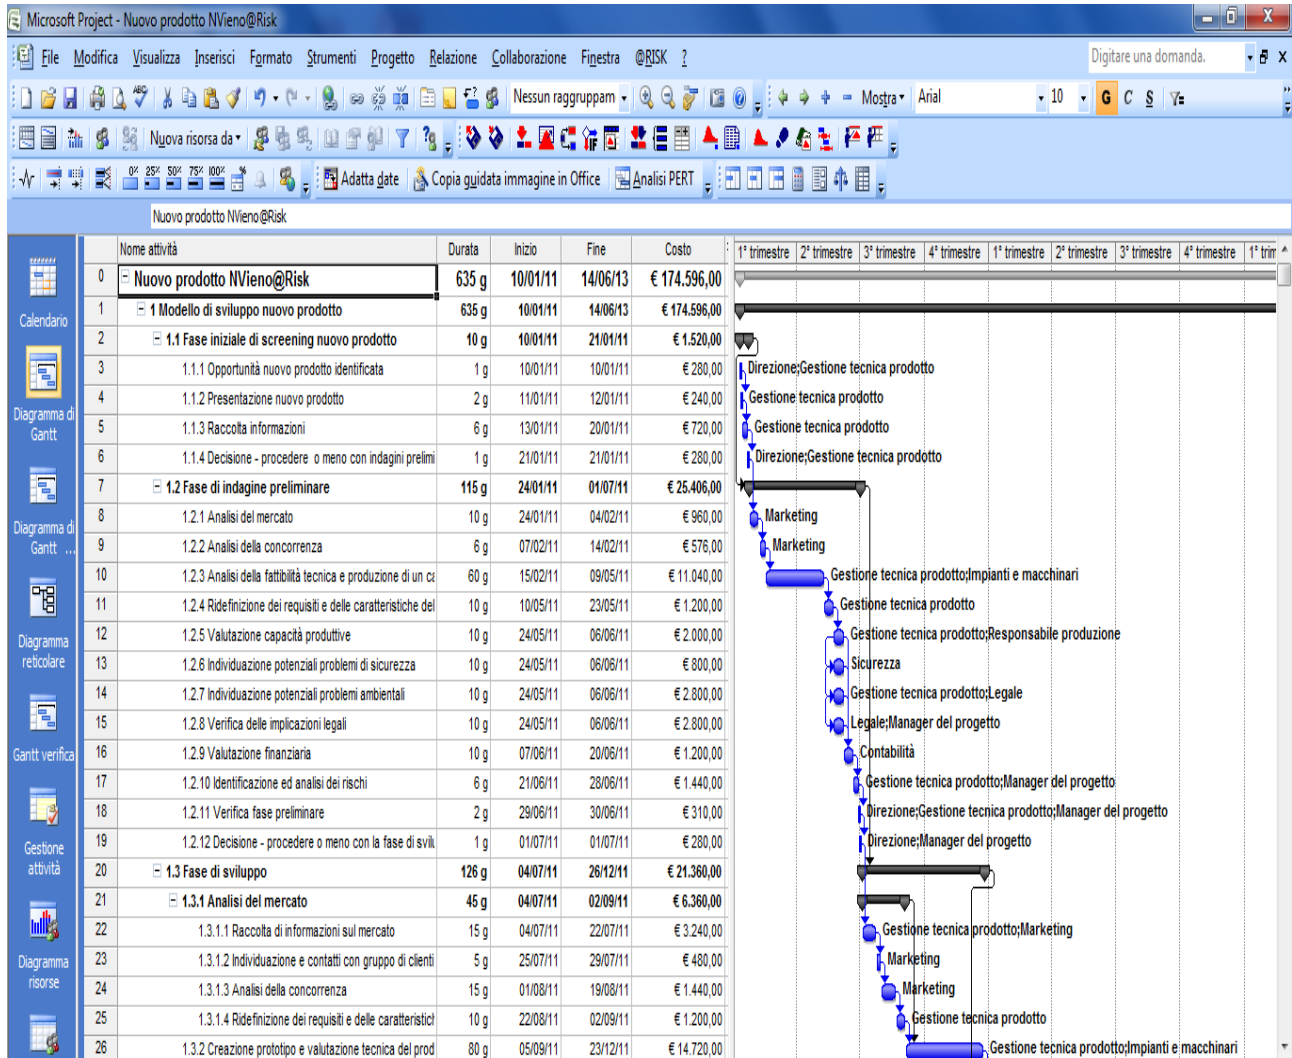 Microsoft Project - Nuovo prodotto NVieno@Risk
File Modifica Visualizza Inserisci Formato Strumenti Progetto Relazione Collaborazione Finestra @RISK ? Digitare una domanda.
Nessun raggruppam Mostra Arial 10 G C S
Nuova risorsa da
0% 25% 50% 75% 100% Adatta date Copia guidata immagine in Office Analisi PERT
Nuovo prodotto NVieno@Risk
Nome attività Durata Inizio Fine Costo 1° trimestre 2° trimestre 3° trimestre 4° trimestre 1° trimestre 2° trimestre 3° trimestre 4° trimestre 1° trim
0 Nuovo prodotto NVieno@Risk 635 g 10/01/11 14/06/13 € 174.596,00
1 1 Modello di sviluppo nuovo prodotto 635 g 10/01/11 14/06/13 € 174.596,00
2 1.1 Fase iniziale di screening nuovo prodotto 10 g 10/01/11 21/01/11 € 1.520,00
3 1.1.1 Opportunità nuovo prodotto identificata 1 g 10/01/11 10/01/11 € 280,00 Direzione;Gestione tecnica prodotto
4 1.1.2 Presentazione nuovo prodotto 2 g 11/01/11 12/01/11 € 240,00 Gestione tecnica prodotto
5 1.1.3 Raccolta informazioni 6 g 13/01/11 20/01/11 € 720,00 Gestione tecnica prodotto
6 1.1.4 Decisione - procedere o meno con indagini prelimi 1 g 21/01/11 21/01/11 € 280,00 Direzione;Gestione tecnica prodotto
7 1.2 Fase di indagine preliminare 115 g 24/01/11 01/07/11 € 25.406,00
8 1.2.1 Analisi del mercato 10 g 24/01/11 04/02/11 € 960,00 Marketing
9 1.2.2 Analisi della concorrenza 6 g 07/02/11 14/02/11 € 576,00 Marketing
10 1.2.3 Analisi della fattibilità tecnica e produzione di un ca 60 g 15/02/11 09/05/11 € 11.040,00 Gestione tecnica prodotto;Impianti e macchinari
11 1.2.4 Ridefinizione dei requisiti e delle caratteristiche del 10 g 10/05/11 23/05/11 € 1.200,00 Gestione tecnica prodotto
12 1.2.5 Valutazione capacità produttive 10 g 24/05/11 06/06/11 € 2.000,00 Gestione tecnica prodotto;Responsabile produzione
13 1.2.6 Individuazione potenziali problemi di sicurezza 10 g 24/05/11 06/06/11 € 800,00 Sicurezza
14 1.2.7 Individuazione potenziali problemi ambientali 10 g 24/05/11 06/06/11 € 2.800,00 Gestione tecnica prodotto;Legale
15 1.2.8 Verifica delle implicazioni legali 10 g 24/05/11 06/06/11 € 2.800,00 Legale;Manager del progetto
16 1.2.9 Valutazione finanziaria 10 g 07/06/11 20/06/11 € 1.200,00 Contabilità
17 1.2.10 Identificazione ed analisi dei rischi 6 g 21/06/11 28/06/11 € 1.440,00 Gestione tecnica prodotto;Manager del progetto
18 1.2.11 Verifica fase preliminare 2 g 29/06/11 30/06/11 € 310,00 Direzione;Gestione tecnica prodotto;Manager del progetto
19 1.2.12 Decisione - procedere o meno con la fase di svilu 1 g 01/07/11 01/07/11 € 280,00 Direzione;Manager del progetto
20 1.3 Fase di sviluppo 126 g 04/07/11 26/12/11 € 21.360,00
21 1.3.1 Analisi del mercato 45 g 04/07/11 02/09/11 € 6.360,00
22 1.3.1.1 Raccolta di informazioni sul mercato 15 g 04/07/11 22/07/11 € 3.240,00 Gestione tecnica prodotto;Marketing
23 1.3.1.2 Individuazione e contatti con gruppo di clienti 5 g 25/07/11 29/07/11 € 480,00 Marketing
24 1.3.1.3 Analisi della concorrenza 15 g 01/08/11 19/08/11 € 1.440,00 Marketing
25 1.3.1.4 Ridefinizione dei requisiti e delle caratteristich 10 g 22/08/11 02/09/11 € 1.200,00 Gestione tecnica prodotto
26 1.3.2 Creazione prototipo e valutazione tecnica del prod 80 g 05/09/11 23/12/11 € 14.720,00 Gestione tecnica prodotto;Impianti e macchinari
Calendario
Diagramma di
Gantt
Diagramma di
Gantt ...
Diagramma
reticolare
Gantt verifica
Gestione
attività
Diagramma
risorse